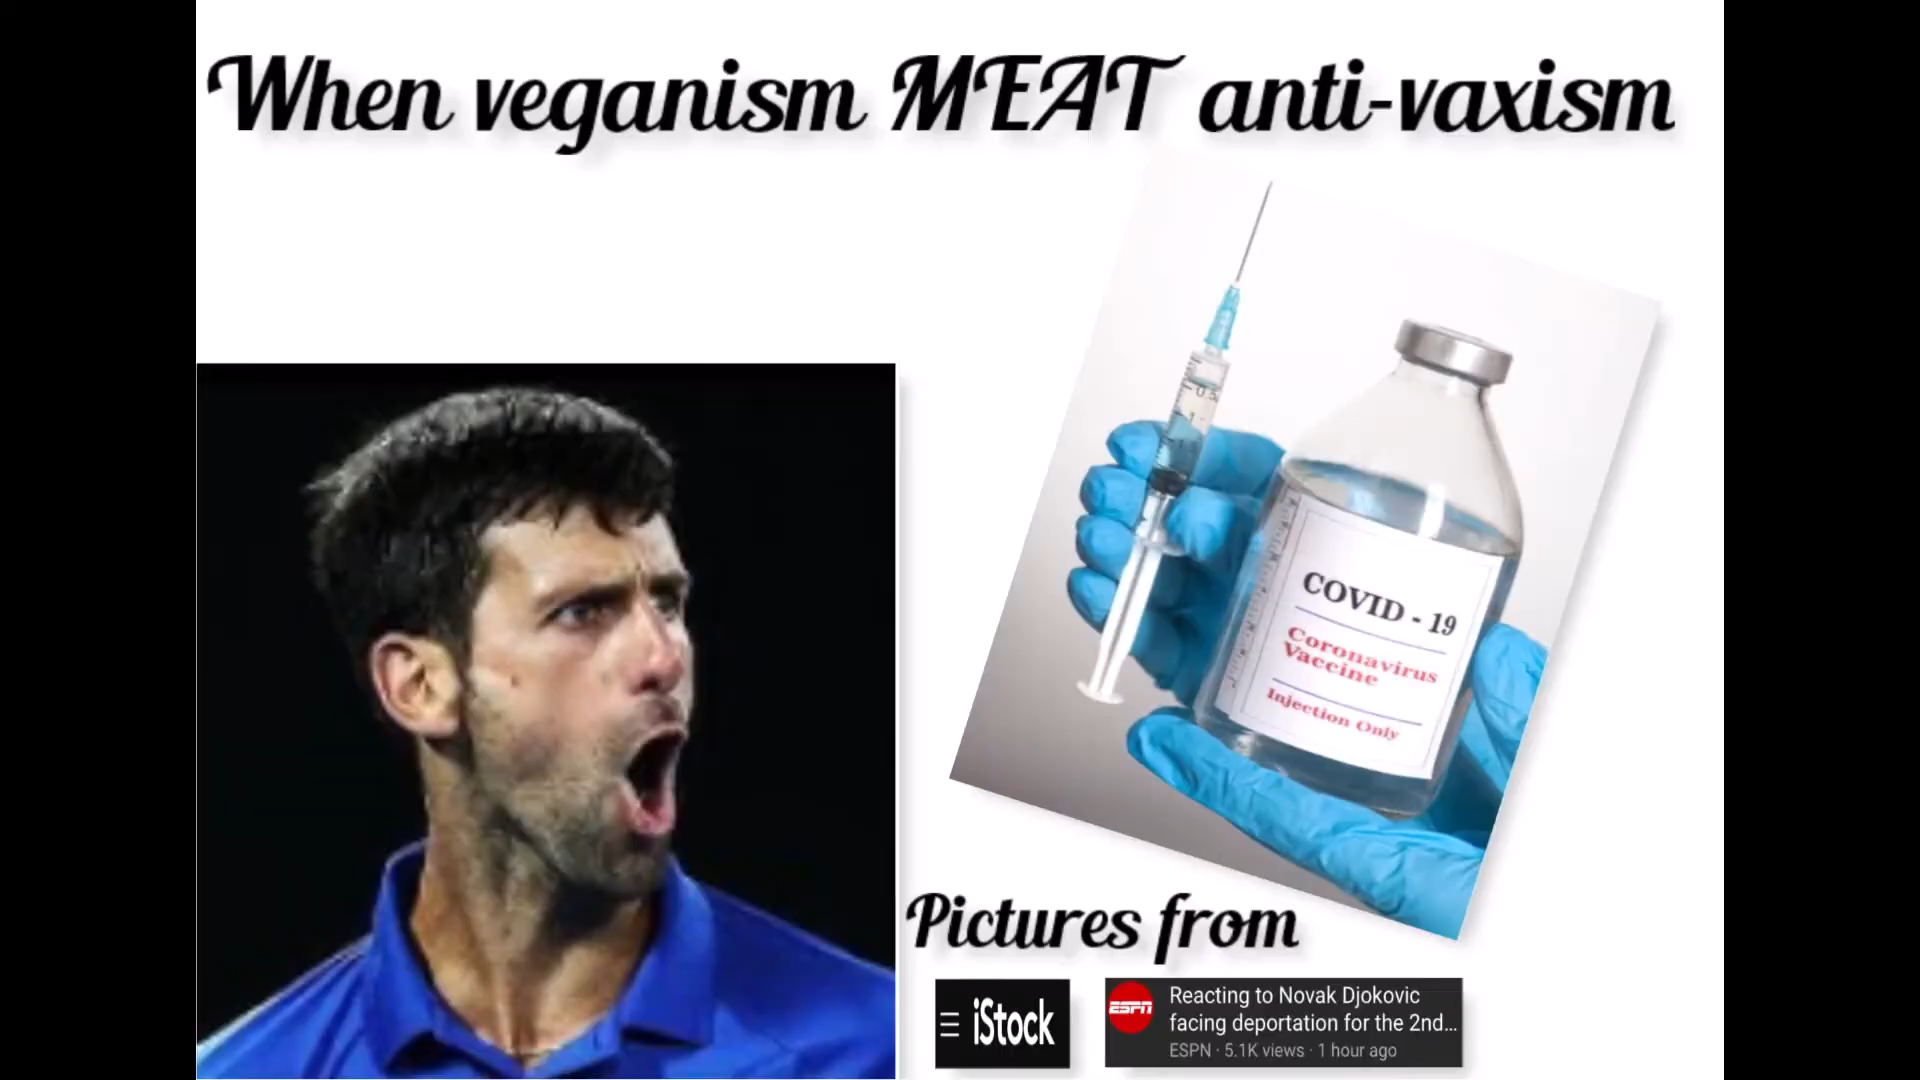 When veganism MEAT anti-vaxism
COVID - 19
Coronavirus
Vaccine
Injection Only
Pictures from
iStock
ESPN
Reacting to Novak Djokovic
facing deportation for the 2nd...
ESPN · 5.1K views · 1 hour ago